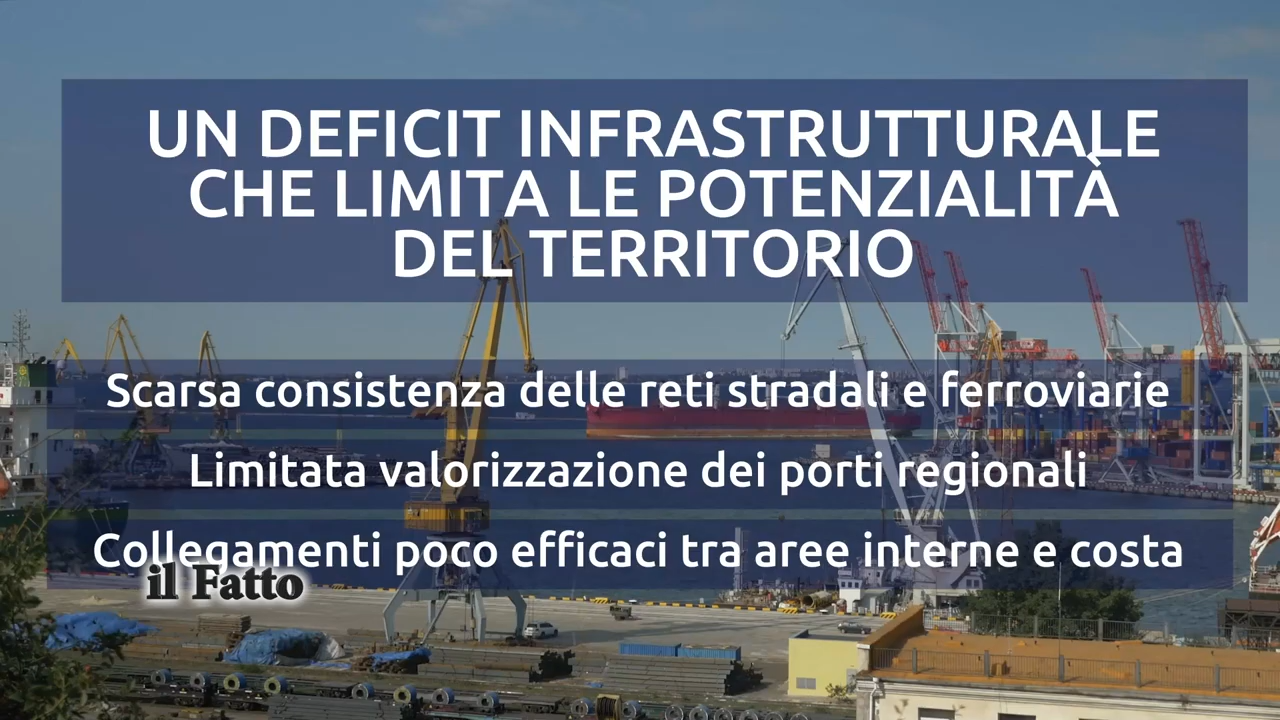 UN DEFICIT INFRASTRUTTURALE
CHE LIMITA LE POTENZIALITÀ
DEL TERRITORIO
Scarsa consistenza delle reti stradali e ferroviarie
Limitata valorizzazione dei porti regionali
Collegamenti poco efficaci tra aree interne e costa
il Fatto